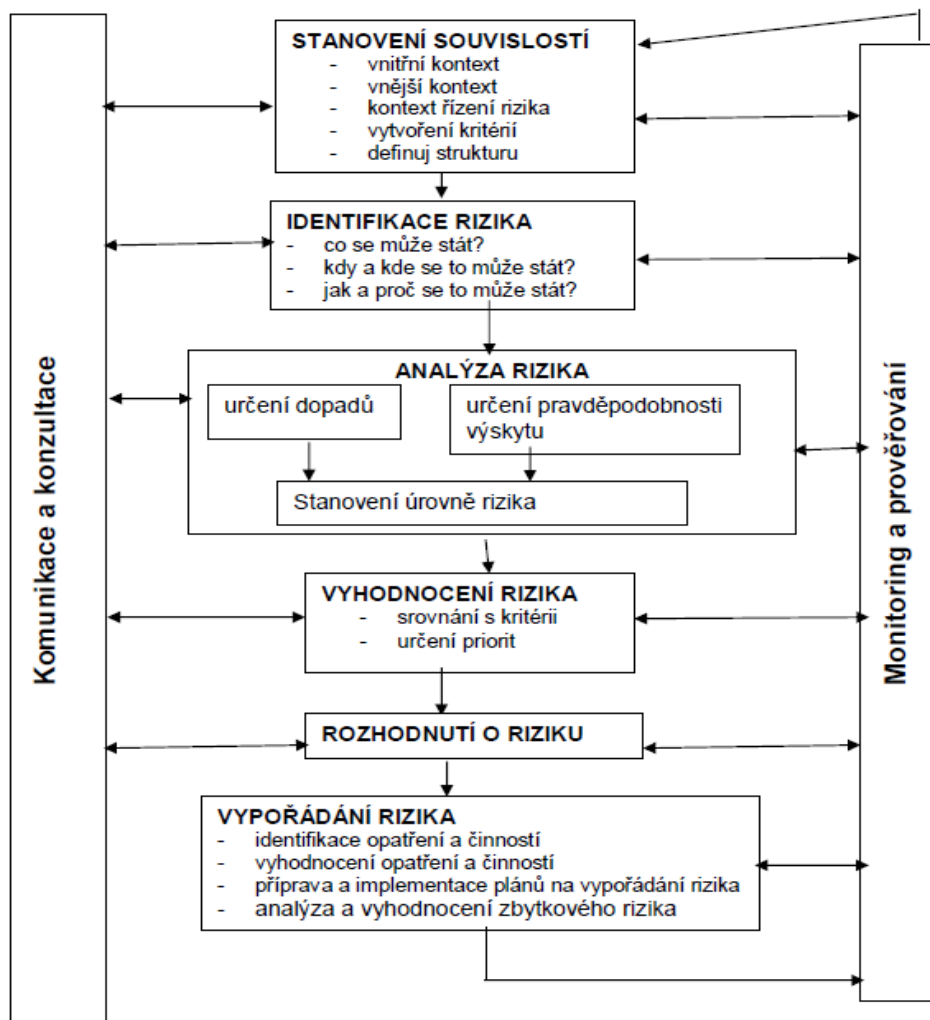 STANOVENÍ SOUVISLOSTÍ
- vnitřní kontext
- vnější kontext
- kontext řízení rizika
- vytvoření kritérií
- definuj strukturu
IDENTIFIKACE RIZIKA
- co se může stát?
- kdy a kde se to může stát?
- jak a proč se to může stát?
ANALÝZA RIZIKA
určení dopadů
určení pravděpodobnosti
výskytu
Stanovení úrovně rizika
VYHODNOCENÍ RIZIKA
- srovnání s kritérii
- určení priorit
ROZHODNUTÍ O RIZIKU
VYPOŘÁDÁNÍ RIZIKA
- identifikace opatření a činností
- vyhodnocení opatření a činností
- příprava a implementace plánů na vypořádání rizika
- analýza a vyhodnocení zbytkového rizika
Komunikace a konzultace
Monitoring a prověřování